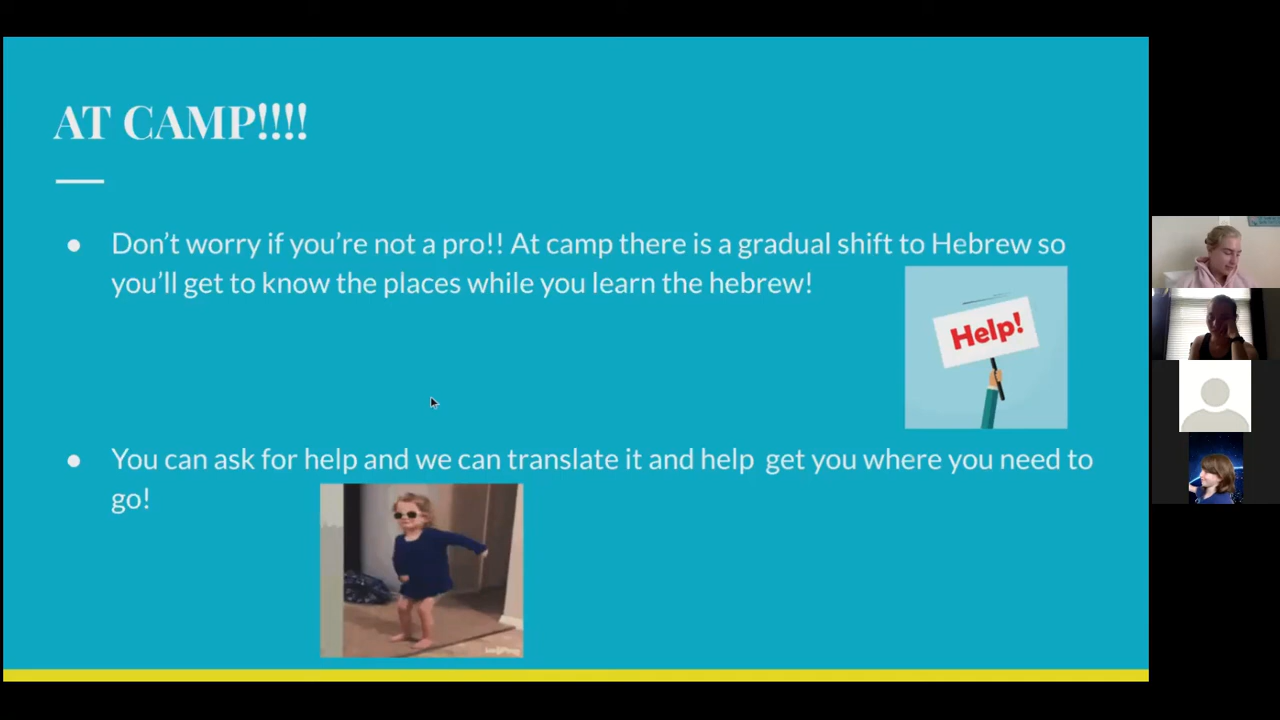 AT CAMP!!!!
Don’t worry if you’re not a pro!! At camp there is a gradual shift to Hebrew so
you’ll get to know the places while you learn the hebrew!
Help!
You can ask for help and we can translate it and help get you where you need to
go!